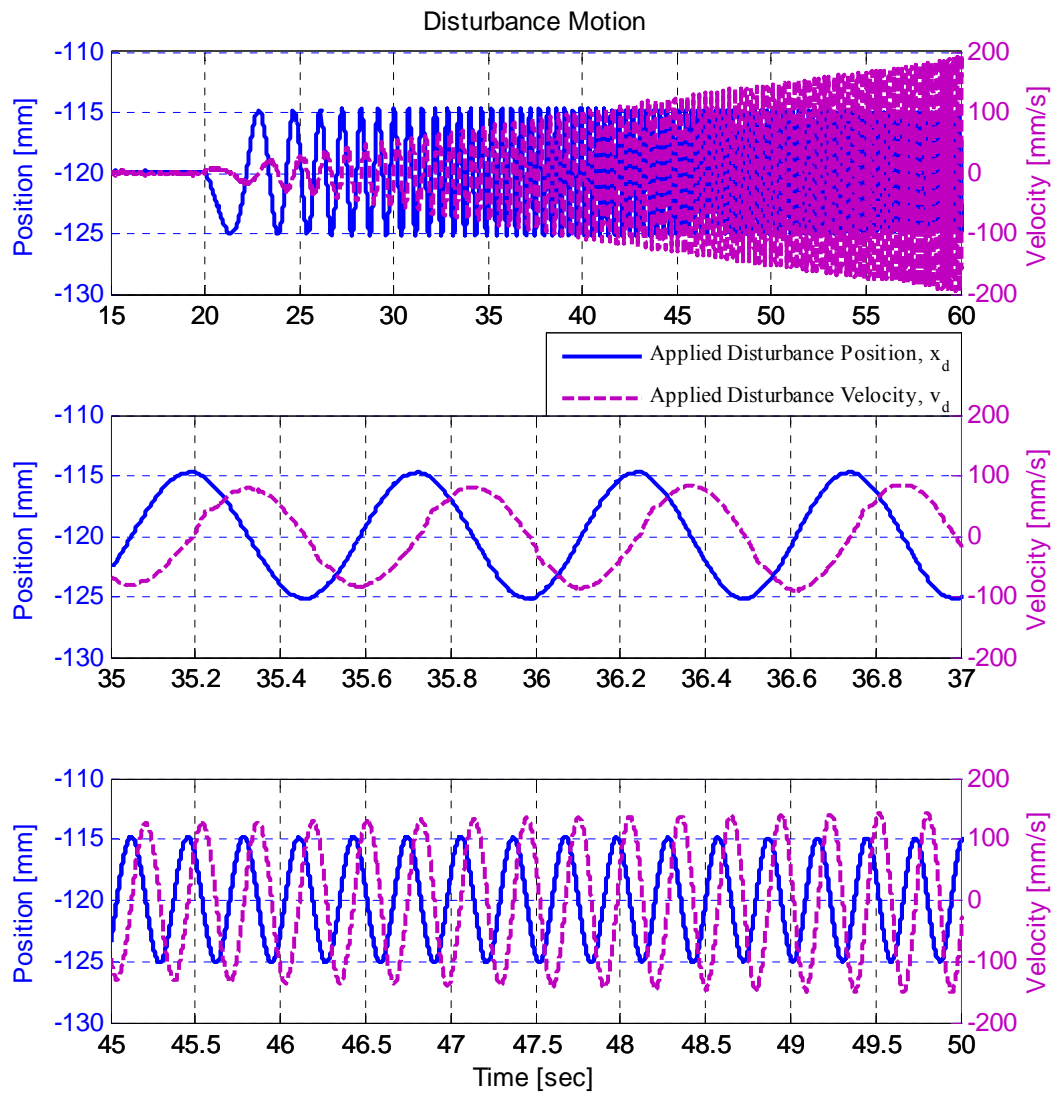 Disturbance Motion
-110
-115
-120
-125
-130
Position [mm]
200
100
0
-100
-200
Velocity [mm/s]
15 20 25 30 35 40 45 50 55 60
Applied Disturbance Position, x_d
Applied Disturbance Velocity, v_d
-110
-115
-120
-125
-130
Position [mm]
200
100
0
-100
-200
Velocity [mm/s]
35 35.2 35.4 35.6 35.8 36 36.2 36.4 36.6 36.8 37
-110
-115
-120
-125
-130
Position [mm]
200
100
0
-100
-200
Velocity [mm/s]
45 45.5 46 46.5 47 47.5 48 48.5 49 49.5 50
Time [sec]